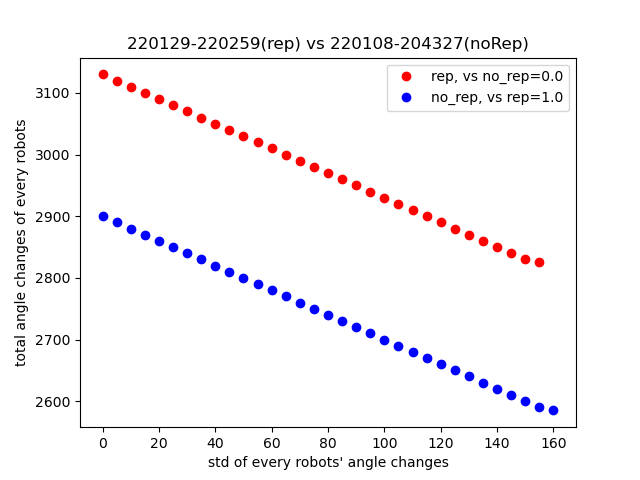 220129-220259(rep) vs 220108-204327(noRep)
rep, vs no_rep=0.0
no_rep, vs rep=1.0
total angle changes of every robots
3100
3000
2900
2800
2700
2600
0 20 40 60 80 100 120 140 160
std of every robots' angle changes